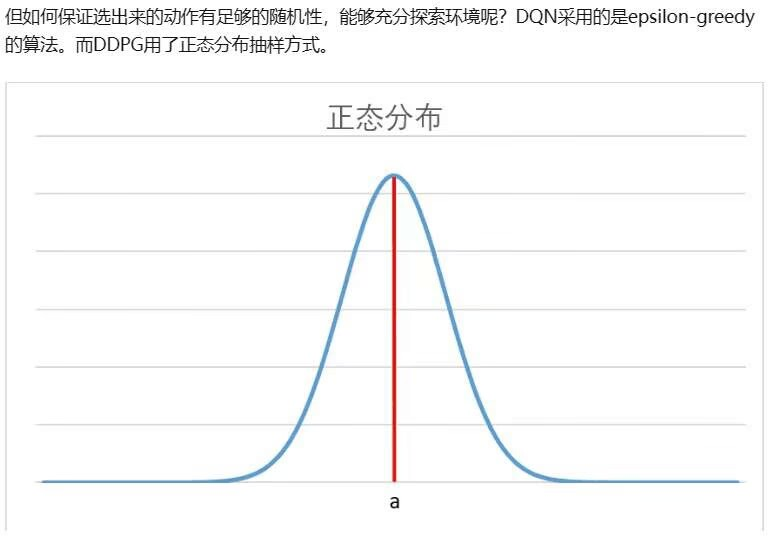 但如何保证选出来的动作有足够的随机性，能够充分探索环境呢？DQN采用的是epsilon-greedy
的算法。而DDPG用了正态分布抽样方式。
正态分布
a